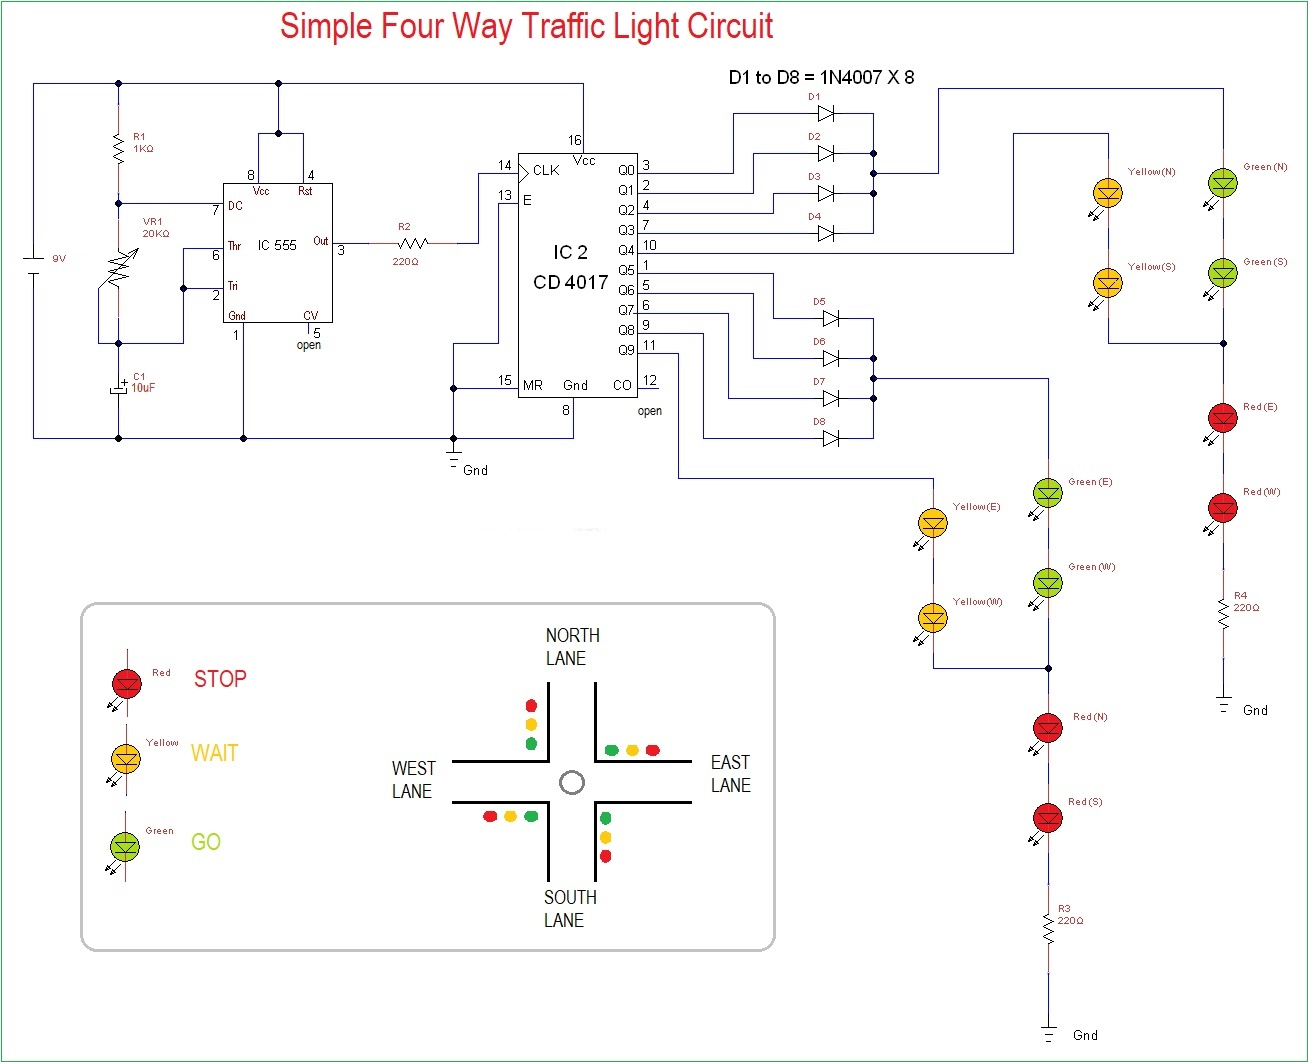 Simple Four Way Traffic Light Circuit
D1 to D8 = 1N4007 X 8
R1
1KΩ
VR1
20KΩ
9V
C1
+
10uF
8
4
Vcc
Rst
7
DC
Thr
6
IC 555
Out
3
Tri
2
Gnd
CV
1
5
open
R2
220Ω
16
Vcc
14
CLK
13
E
IC 2
CD 4017
15
MR
Gnd
8
CO
12
open
Q0
3
Q1
2
Q2
4
Q3
7
Q4
10
Q5
1
Q6
5
Q7
6
Q8
9
Q9
11
Gnd
D1
D2
D3
D4
D5
D6
D7
D8
Yellow(N)
Green(N)
Yellow(S)
Green(S)
Red(E)
Red(W)
R4
220Ω
Gnd
Yellow(E)
Green(E)
Yellow(W)
Green(W)
Red(N)
Red(S)
R3
220Ω
Gnd
Red
STOP
Yellow
WAIT
Green
GO
NORTH
LANE
WEST
LANE
EAST
LANE
SOUTH
LANE